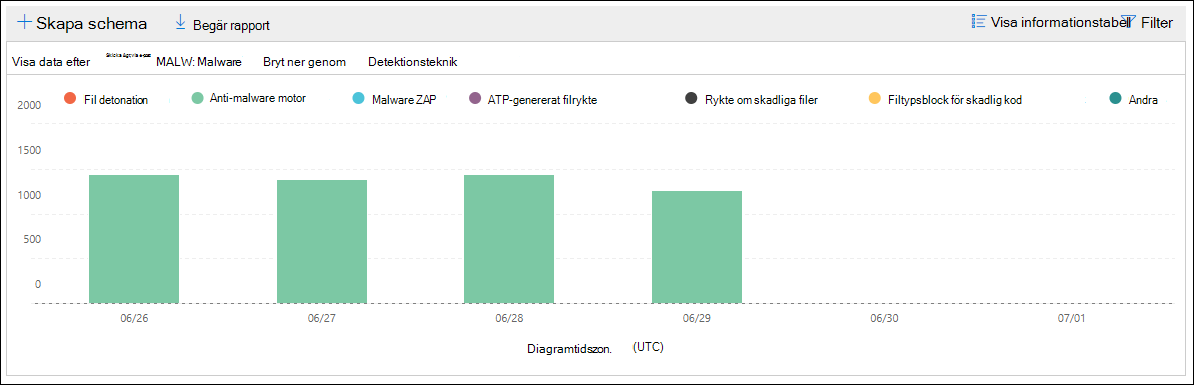 Skapa schema Begär rapport Visa informationstabell Filter
Visa data efter MALW: Malware Bryt ner genom Detektionsteknik
Fil detonation Anti-malware motor Malware ZAP ATP-genererat filrykte Rykte om skadliga filer Filtypsblock för skadlig kod Andra
2000
1500
1000
500
0
06/26 06/27 06/28 06/29 06/30 07/01
Diagramtidszon. (UTC)